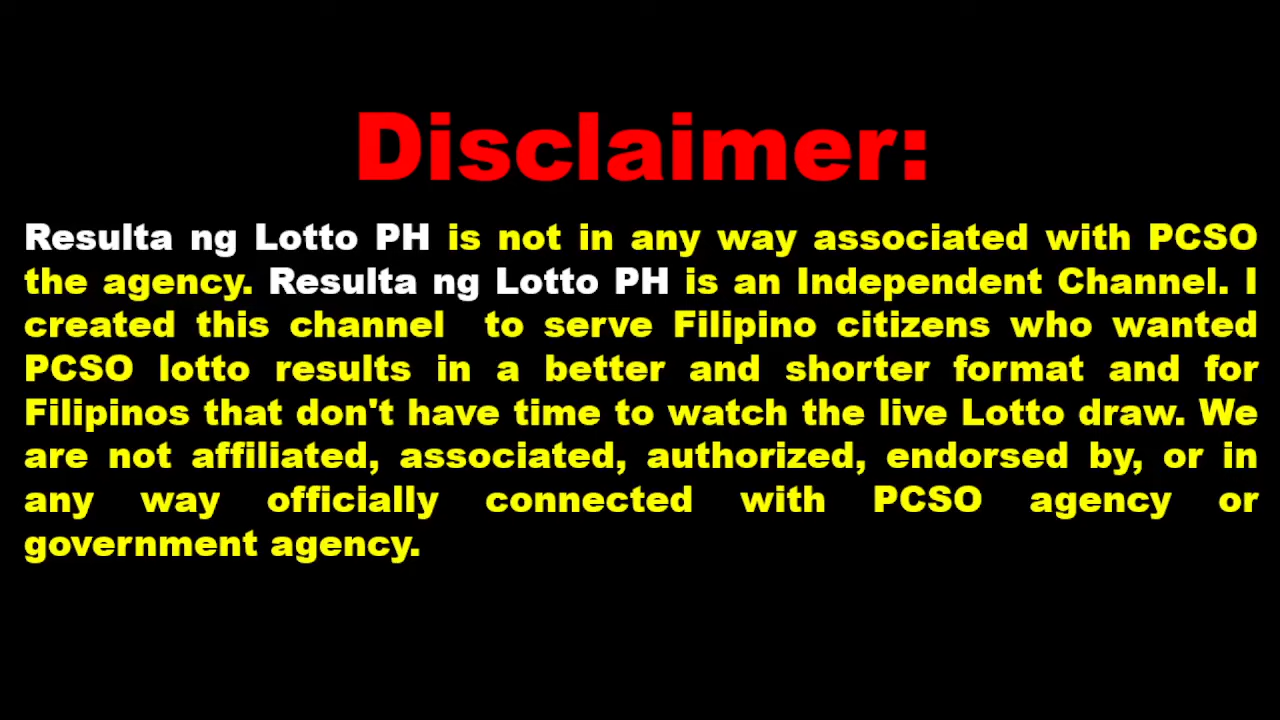 Disclaimer:
Resulta ng Lotto PH is not in any way associated with PCSO
the agency. Resulta ng Lotto PH is an Independent Channel. I
created this channel  to serve Filipino citizens who wanted
PCSO lotto results in a better and shorter format and for
Filipinos that don't have time to watch the live Lotto draw. We
are not affiliated, associated, authorized, endorsed by, or in
any way officially connected with PCSO agency or
government agency.